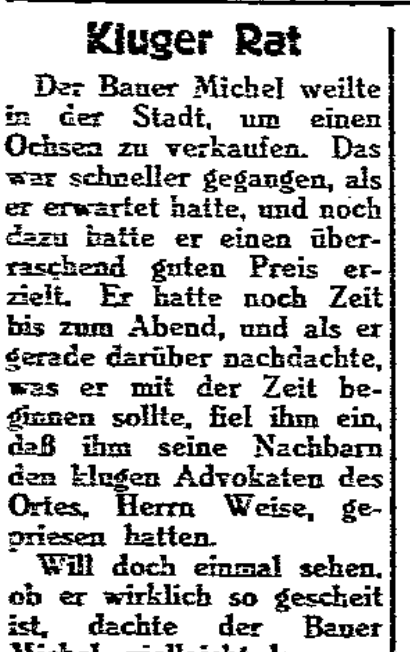 Kluger Rat
Der Bauer Michel weilte
in der Stadt, um einen
Ochsen zu verkaufen. Das
war schneller gegangen, als
er erwartet hatte, und noch
dazu hatte er einen über-
raschend guten Preis er-
zielt. Er hatte noch Zeit
bis zum Abend, und als er
gerade darüber nachdachte,
was er mit der Zeit be-
ginnen sollte, fiel ihm ein,
daß ihm seine Nachbarn
den klugen Advokaten des
Ortes, Herrn Weise, ge-
priesen hatten.
Will doch einmal sehen,
ob er wirklich so gescheit
ist, dachte der Bauer